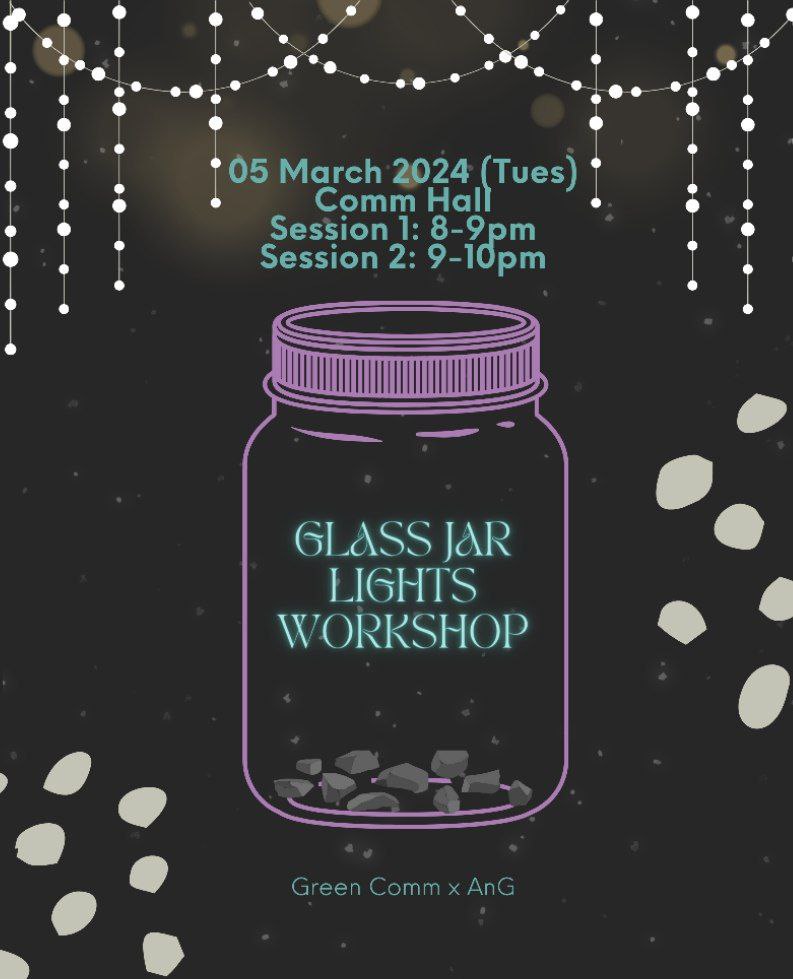 05 March 2024 (Tues)
Comm Hall
Session 1: 8-9pm
Session 2: 9-10pm
GLASS JAR
LIGHTS
WORKSHOP
Green Comm x AnG